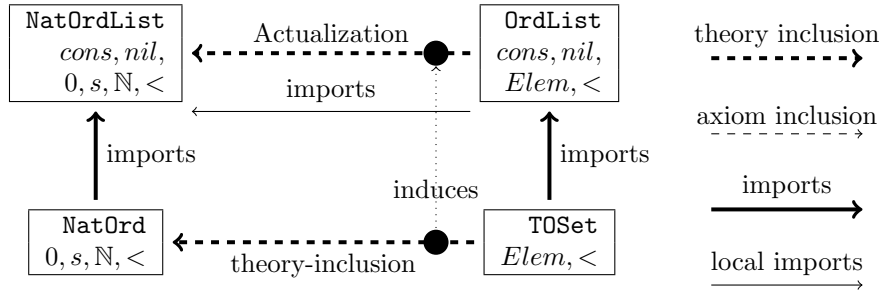 NatOrdList
cons, nil,
0, s, ℕ, <
Actualization
imports
OrdList
cons, nil,
Elem, <
theory inclusion
axiom inclusion
imports
imports
induces
imports
NatOrd
0, s, ℕ, <
theory-inclusion
TOSet
Elem, <
local imports